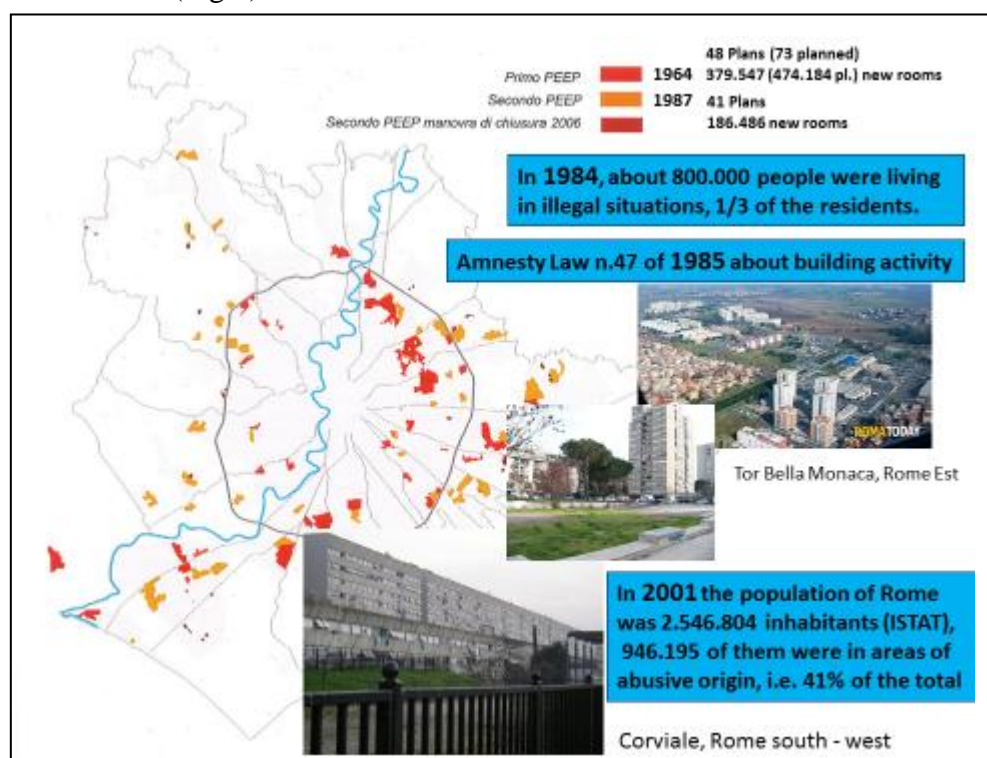 48 Plans (73 planned)
Primo PEEP 1964 379.547 (474.184 pl.) new rooms
Secondo PEEP 1987 41 Plans
Secondo PEEP manovra di chiusura 2006 186.486 new rooms
In 1984, about 800.000 people were living
in illegal situations, 1/3 of the residents.
Amnesty Law n.47 of 1985 about building activity
ROMATODAY
Tor Bella Monaca, Rome Est
In 2001 the population of Rome
was 2.546.804 inhabitants (ISTAT),
946.195 of them were in areas of
abusive origin, i.e. 41% of the total
Corviale, Rome south - west